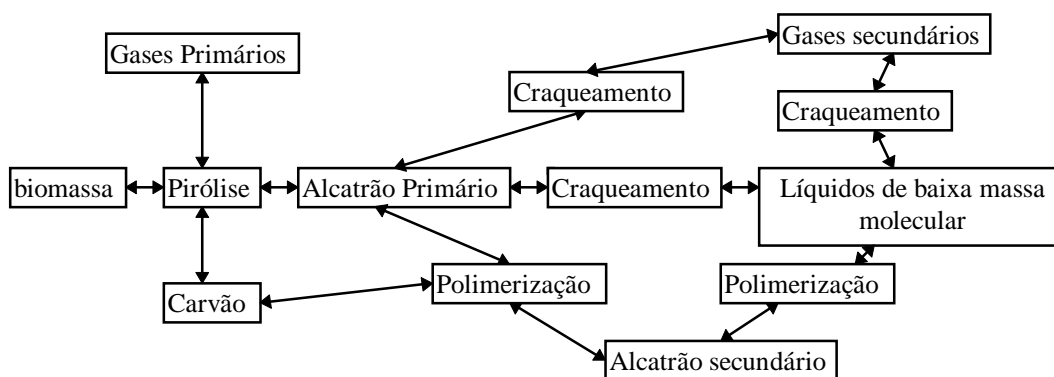 Gases secundários
Gases Primários
Craqueamento
Craqueamento
biomassa
Pirólise
Alcatrão Primário
Craqueamento
Líquidos de baixa massa
molecular
Carvão
Polimerização
Polimerização
Alcatrão secundário